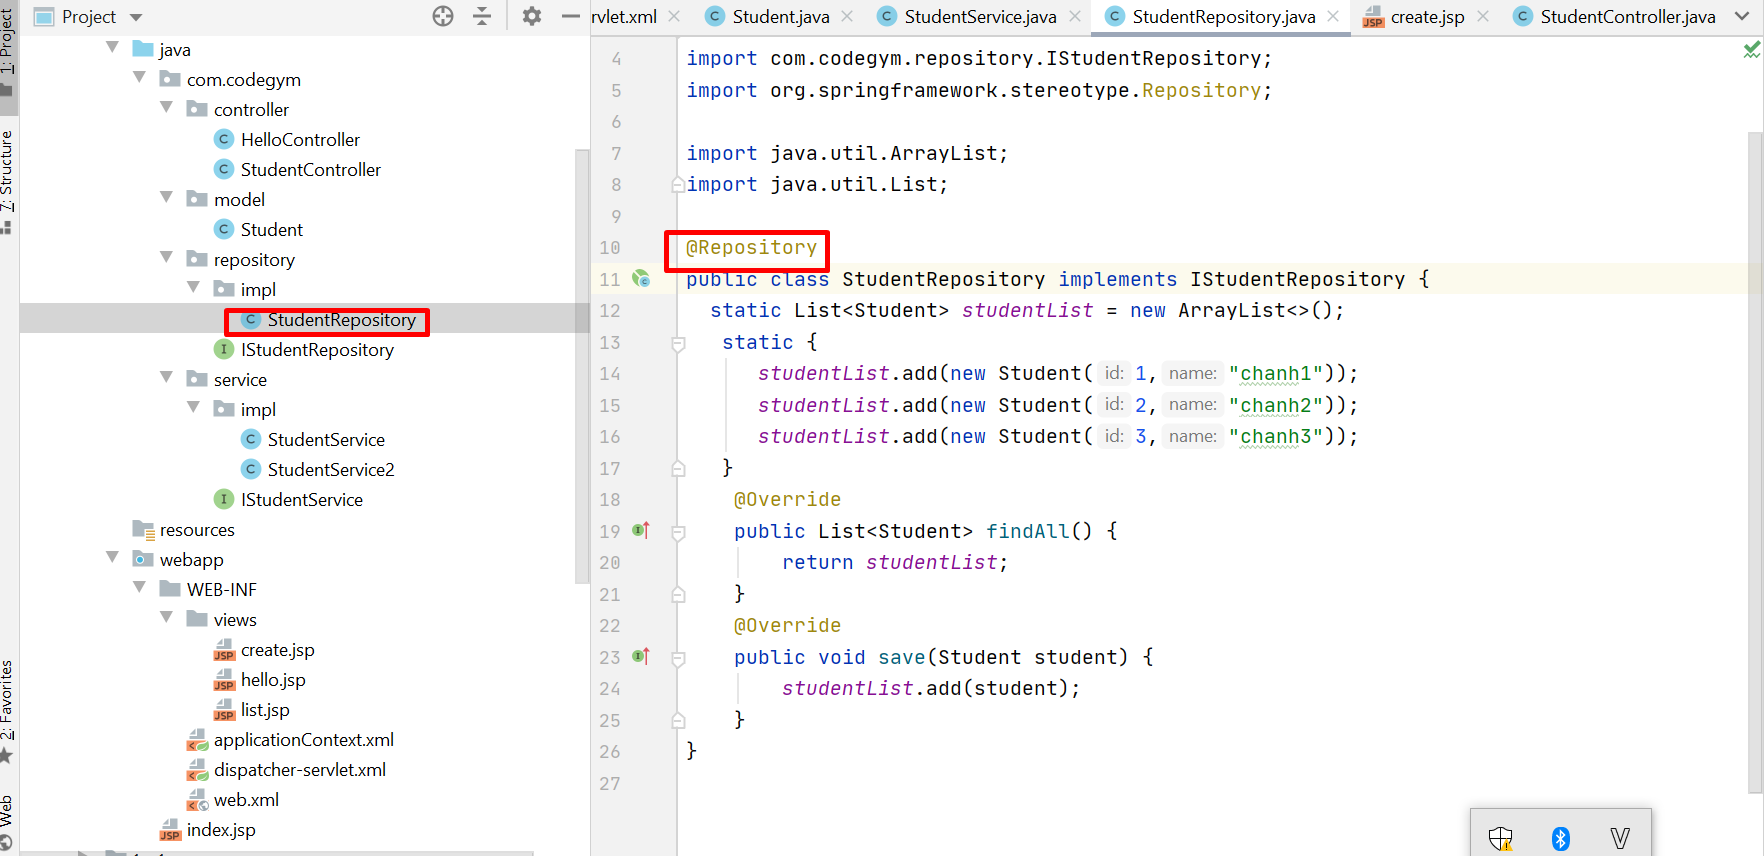 Project
rvlet.xml
Student.java
StudentService.java
StudentRepository.java
create.jsp
StudentController.java
1: Project
7: Structure
2: Favorites
Web
java
com.codegym
controller
HelloController
StudentController
model
Student
repository
impl
StudentRepository
IStudentRepository
service
impl
StudentService
StudentService2
IStudentService
resources
webapp
WEB-INF
views
create.jsp
hello.jsp
list.jsp
applicationContext.xml
dispatcher-servlet.xml
web.xml
index.jsp
4 import com.codegym.repository.IStudentRepository;
5 import org.springframework.stereotype.Repository;
6
7 import java.util.ArrayList;
8 import java.util.List;
9
10 @Repository
11 public class StudentRepository implements IStudentRepository {
12 static List<Student> studentList = new ArrayList<>();
13 static {
14 studentList.add(new Student( id: 1, name: "chanh1"));
15 studentList.add(new Student( id: 2, name: "chanh2"));
16 studentList.add(new Student( id: 3, name: "chanh3"));
17 }
18 @Override
19 public List<Student> findAll() {
20 return studentList;
21 }
22 @Override
23 public void save(Student student) {
24 studentList.add(student);
25 }
26 }
27